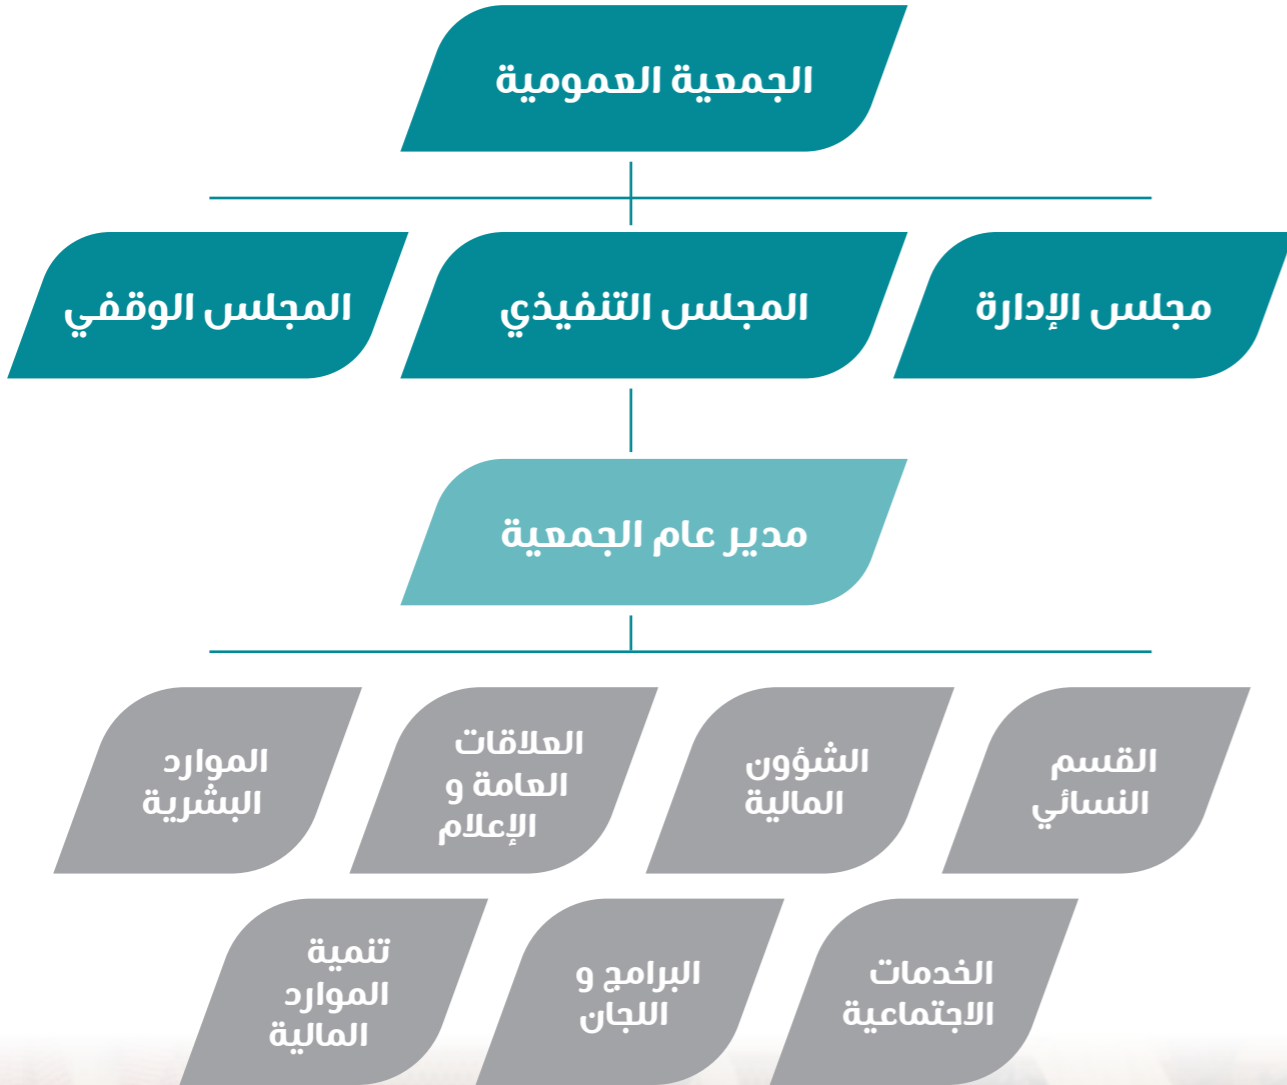 الجمعية العمومية
مجلس الإدارة
المجلس التنفيذي
المجلس الوقفي
مدير عام الجمعية
القسم
النسائي
الشؤون
المالية
العلاقات
العامة و
الإعلام
الموارد
البشرية
الخدمات
الاجتماعية
البرامج و
اللجان
تنمية
الموارد
المالية